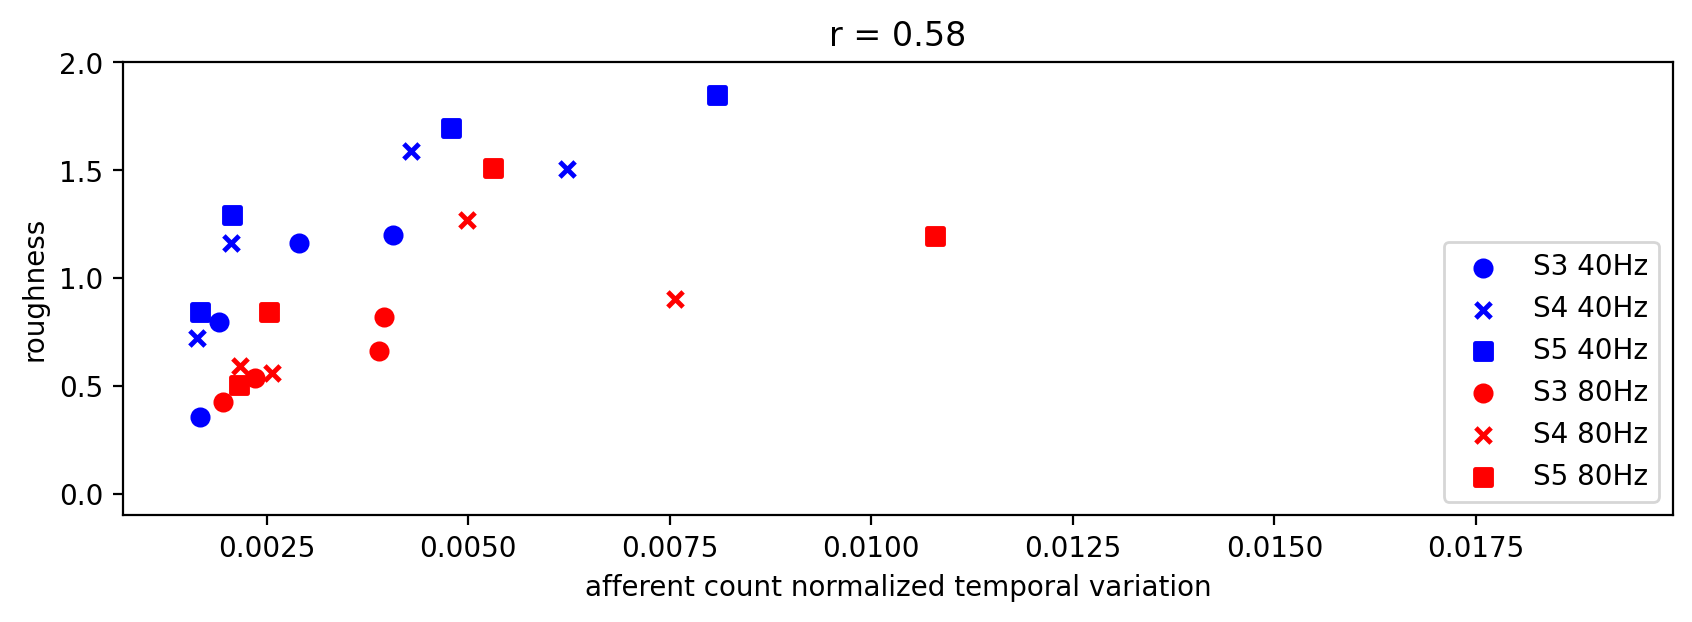 r = 0.58
2.0
1.5
1.0
0.5
0.0
roughness
S3 40Hz
S4 40Hz
S5 40Hz
S3 80Hz
S4 80Hz
S5 80Hz
0.0025 0.0050 0.0075 0.0100 0.0125 0.0150 0.0175
afferent count normalized temporal variation